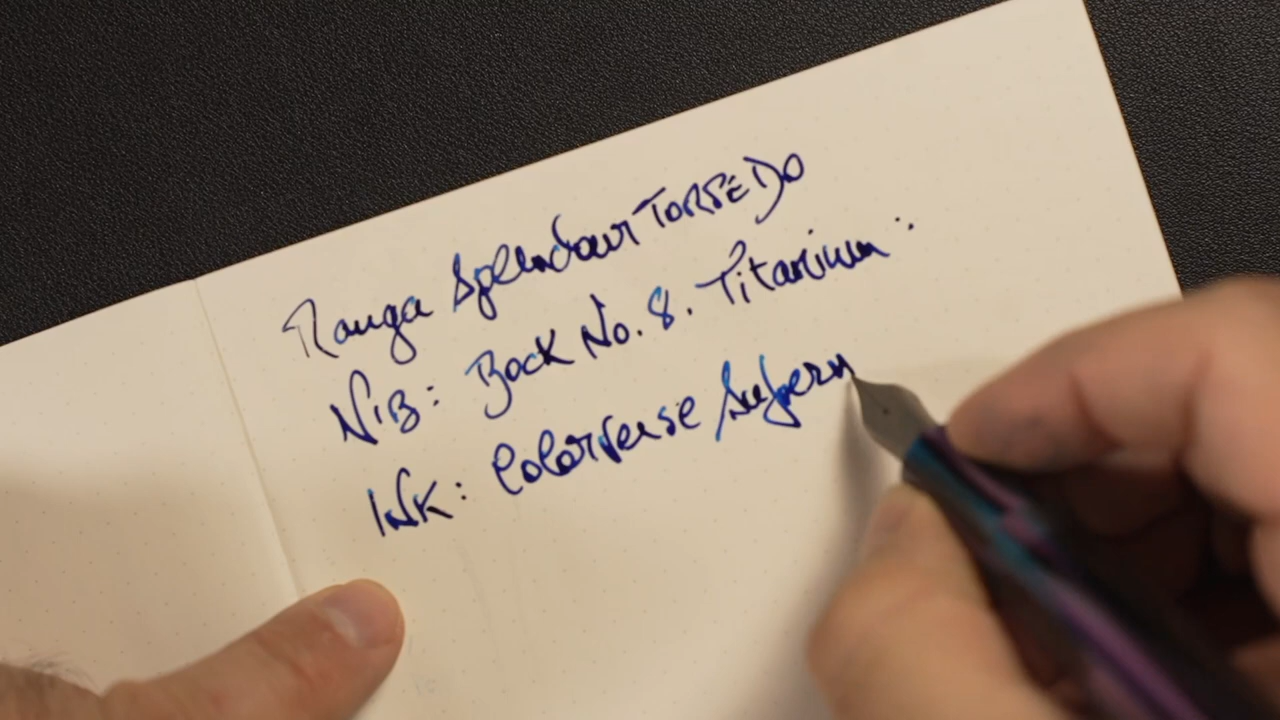 Ranga Splendour TORPEDO
NIB: Bock No. 8. Titanium:
INK: Colorverse Supern